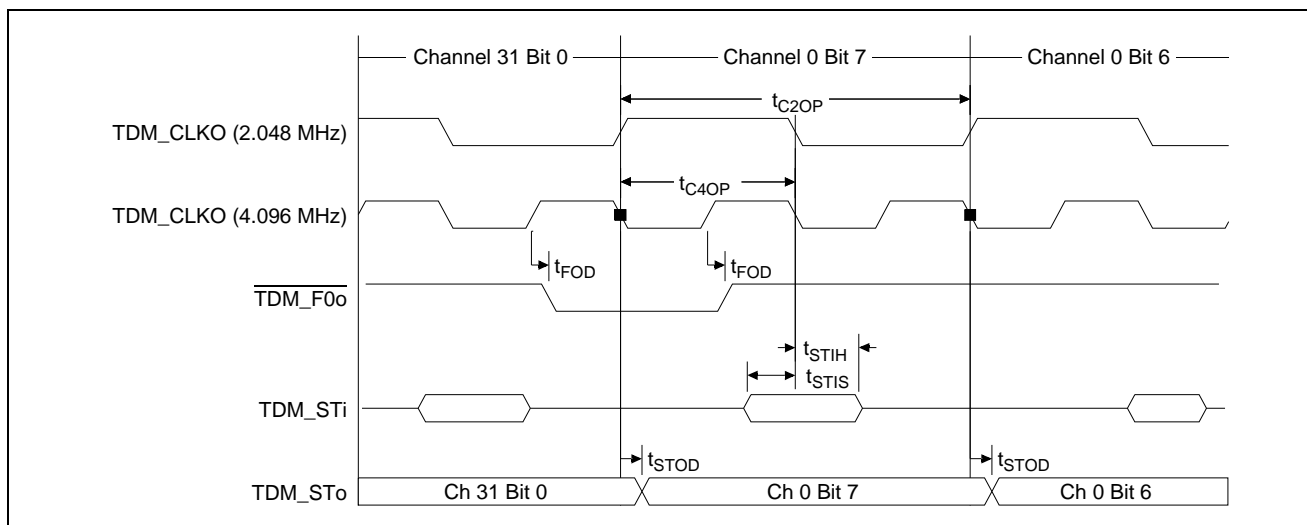 Channel 31 Bit 0 Channel 0 Bit 7 Channel 0 Bit 6
tC2OP
TDM_CLKO (2.048 MHz)
tC4OP
TDM_CLKO (4.096 MHz)
tFOD tFOD
TDM_F0o
tSTIH
tSTIS
TDM_STi
tSTOD tSTOD
TDM_STo Ch 31 Bit 0 Ch 0 Bit 7 Ch 0 Bit 6